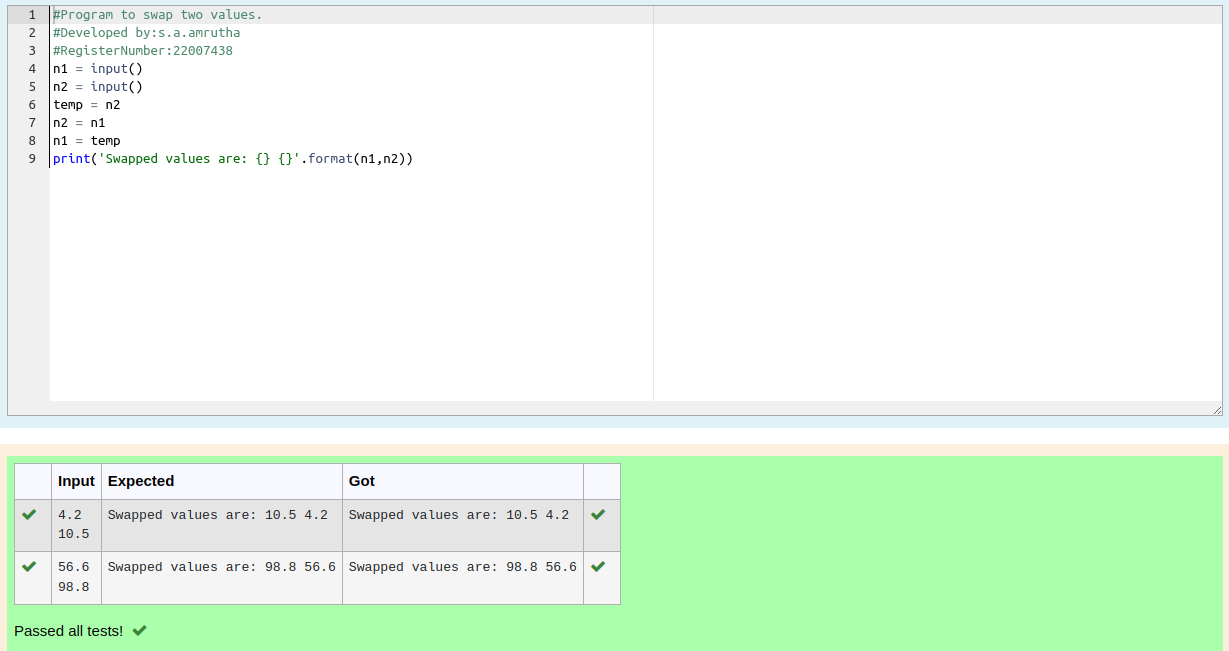 1 #Program to swap two values.
2 #Developed by:s.a.amrutha
3 #RegisterNumber:22007438
4 n1 = input()
5 n2 = input()
6 temp = n2
7 n2 = n1
8 n1 = temp
9 print('Swapped values are: {} {}'.format(n1,n2))
Input Expected Got
4.2 Swapped values are: 10.5 4.2 Swapped values are: 10.5 4.2
10.5
56.6 Swapped values are: 98.8 56.6 Swapped values are: 98.8 56.6
98.8
Passed all tests!